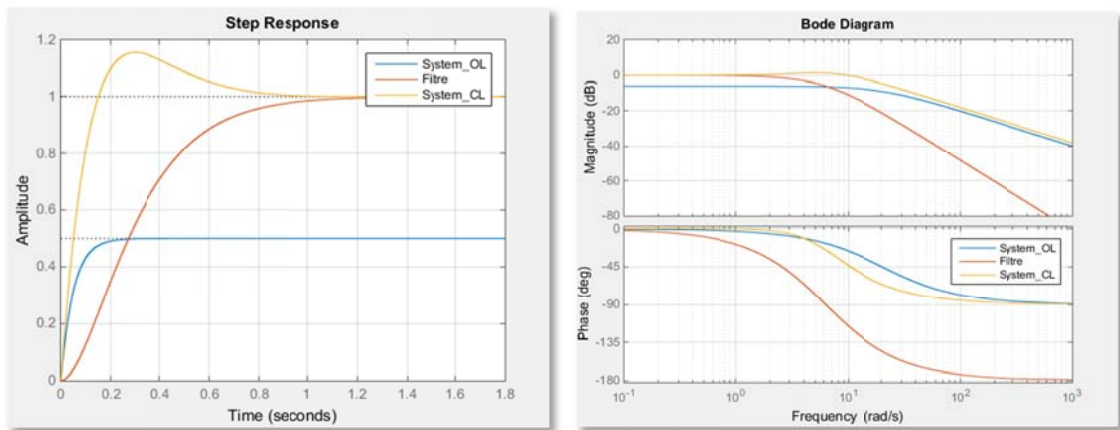 Step Response
System_OL
Filtre
System_CL
Amplitude
1.2
1
0.8
0.6
0.4
0.2
0
0 0.2 0.4 0.6 0.8 1 1.2 1.4 1.6 1.8
Time (seconds)
Bode Diagram
Magnitude (dB)
20
0
-20
-40
-60
-80
System_OL
Filtre
System_CL
Phase (deg)
0
-45
-90
-135
-180
10-1 100 101 102 10-3
Frequency (rad/s)